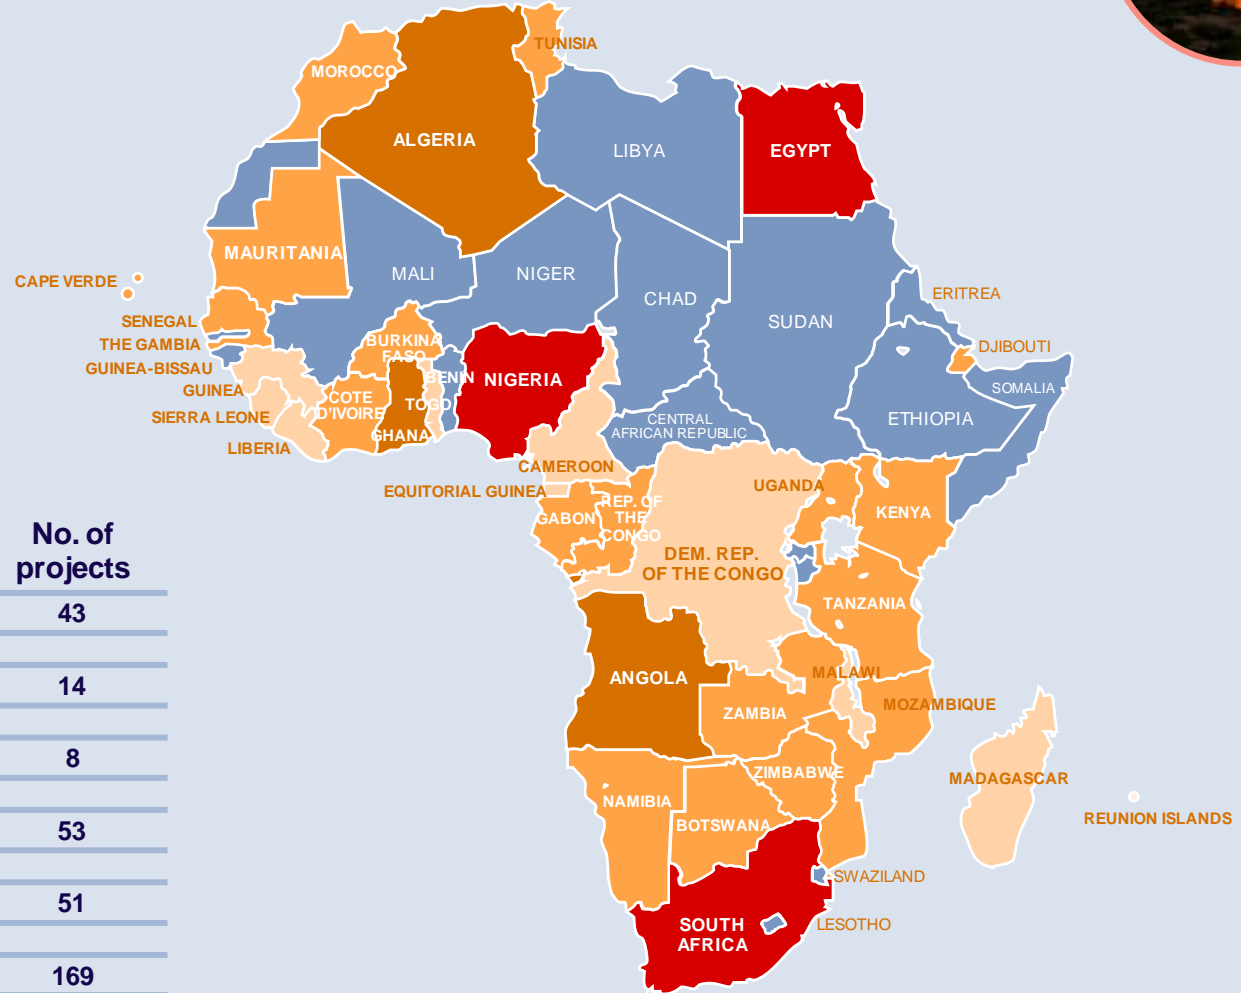 TUNISIA
MOROCCO
ALGERIA
LIBYA
EGYPT
MAURITANIA
CAPE VERDE
MALI
NIGER
CHAD
SUDAN
ERITREA
SENEGAL
THE GAMBIA
GUINEA-BISSAU
GUINEA
SIERRA LEONE
LIBERIA
BURKINA
FASO
BENIN
NIGERIA
DJIBOUTI
SOMALIA
COTE
D'IVOIRE
TOGO
GHANA
CENTRAL
AFRICAN REPUBLIC
ETHIOPIA
CAMEROON
EQUITORIAL GUINEA
GABON
REP. OF
THE
CONGO
UGANDA
KENYA
DEM. REP.
OF THE CONGO
TANZANIA
ANGOLA
MALAWI
ZAMBIA
MOZAMBIQUE
ZIMBABWE
MADAGASCAR
NAMIBIA
BOTSWANA
REUNION ISLANDS
SWAZILAND
SOUTH
AFRICA
LESOTHO
No. of
projects
43
14
8
53
51
169